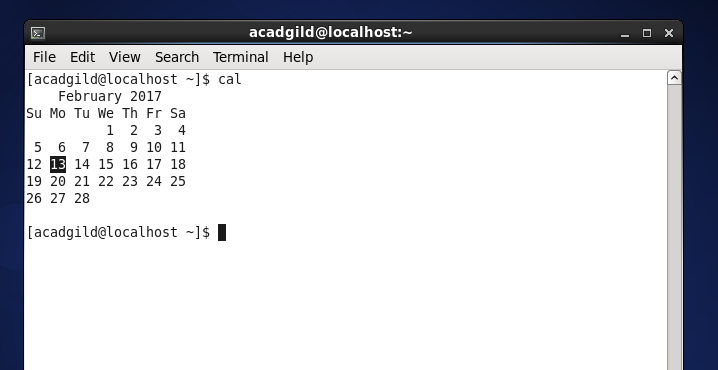 acadgild@localhost:~
File Edit View Search Terminal Help
[acadgild@localhost ~]$ cal
    February 2017
Su Mo Tu We Th Fr Sa
          1  2  3  4
 5  6  7  8  9 10 11
12 13 14 15 16 17 18
19 20 21 22 23 24 25
26 27 28
[acadgild@localhost ~]$